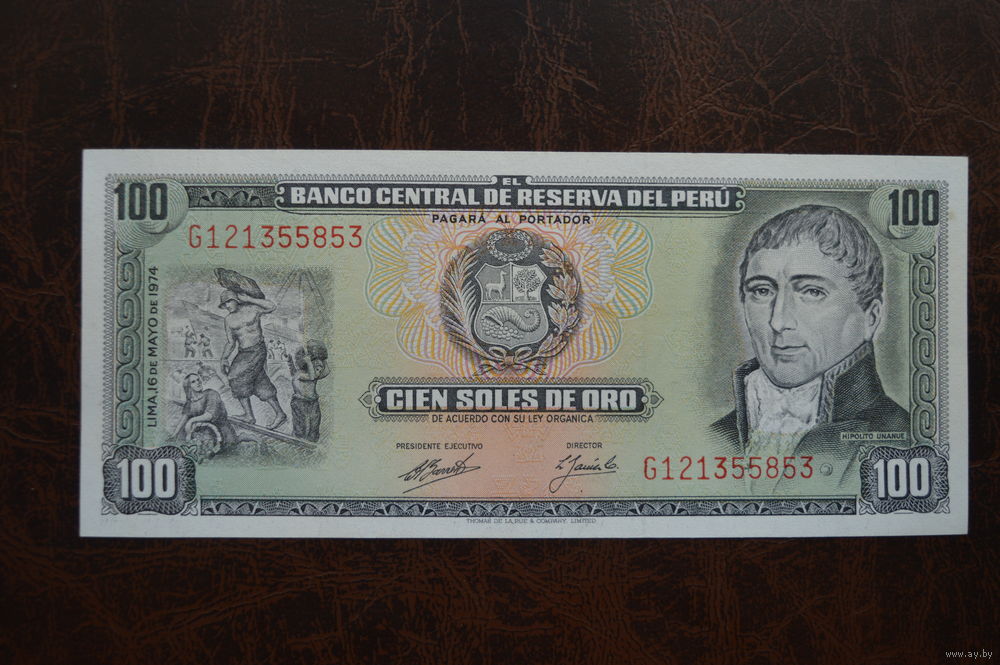 EL
BANCO CENTRAL DE RESERVA DEL PERÚ
100
100
PAGARÁ AL PORTADOR
G121355853
LIMA, 16 DE MAYO DE 1974
CIEN SOLES DE ORO
DE ACUERDO CON SU LEY ORGANICA
HIPOLITO UNANUE
PRESIDENTE EJECUTIVO
DIRECTOR
G121355853
100
100
THOMAS DE LA RUE & COMPANY, LIMITED
www.ay.by